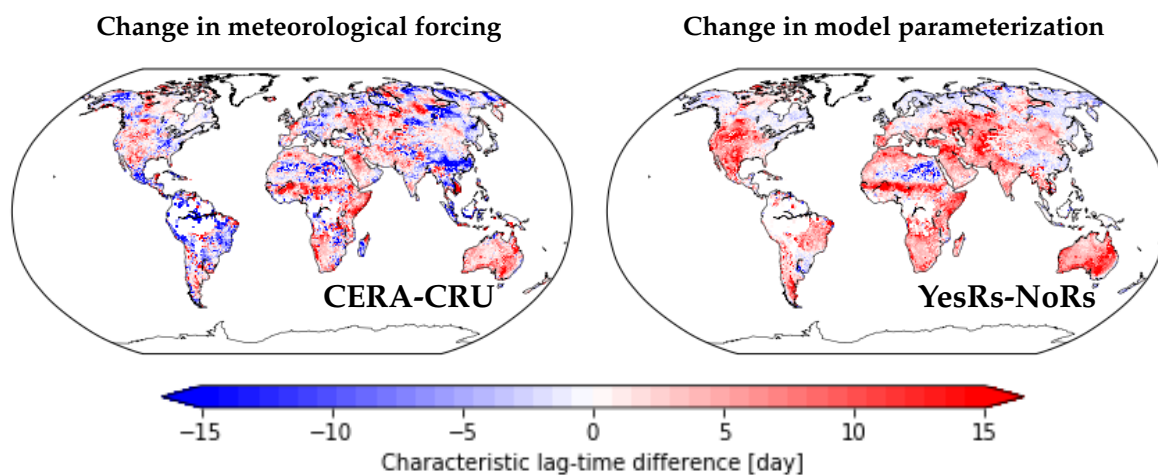 Change in meteorological forcing
Change in model parameterization
CERA-CRU
YesRs-NoRs
−15 −10 −5 0 5 10 15
Characteristic lag-time difference [day]